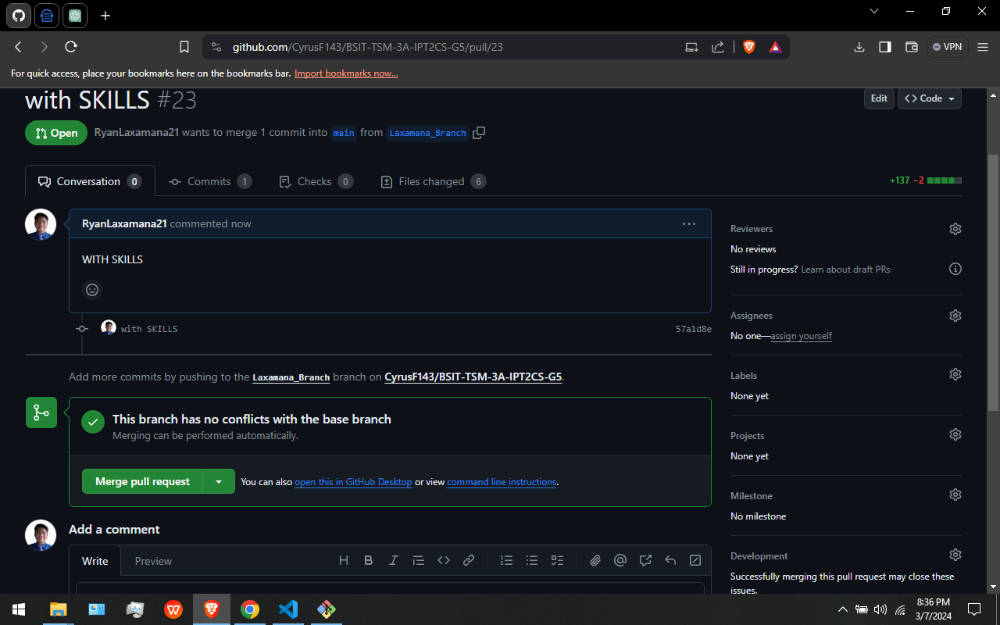 github.com/CyrusF143/BSIT-TSM-3A-IPT2CS-G5/pull/23
VPN
For quick access, place your bookmarks here on the bookmarks bar. Import bookmarks now...
with SKILLS #23
Edit
<> Code
Open
RyanLaxamana21 wants to merge 1 commit into main from Laxamana_Branch
Conversation 0
Commits 1
Checks 0
Files changed 6
+137 −2
RyanLaxamana21 commented now
WITH SKILLS
with SKILLS
57a1d8e
Add more commits by pushing to the Laxamana_Branch branch on CyrusF143/BSIT-TSM-3A-IPT2CS-G5.
This branch has no conflicts with the base branch
Merging can be performed automatically.
Merge pull request
You can also open this in GitHub Desktop or view command line instructions.
Add a comment
Write
Preview
Reviewers
No reviews
Still in progress? Learn about draft PRs
Assignees
No one—assign yourself
Labels
None yet
Projects
None yet
Milestone
No milestone
Development
Successfully merging this pull request may close these
issues.
8:36 PM
3/7/2024